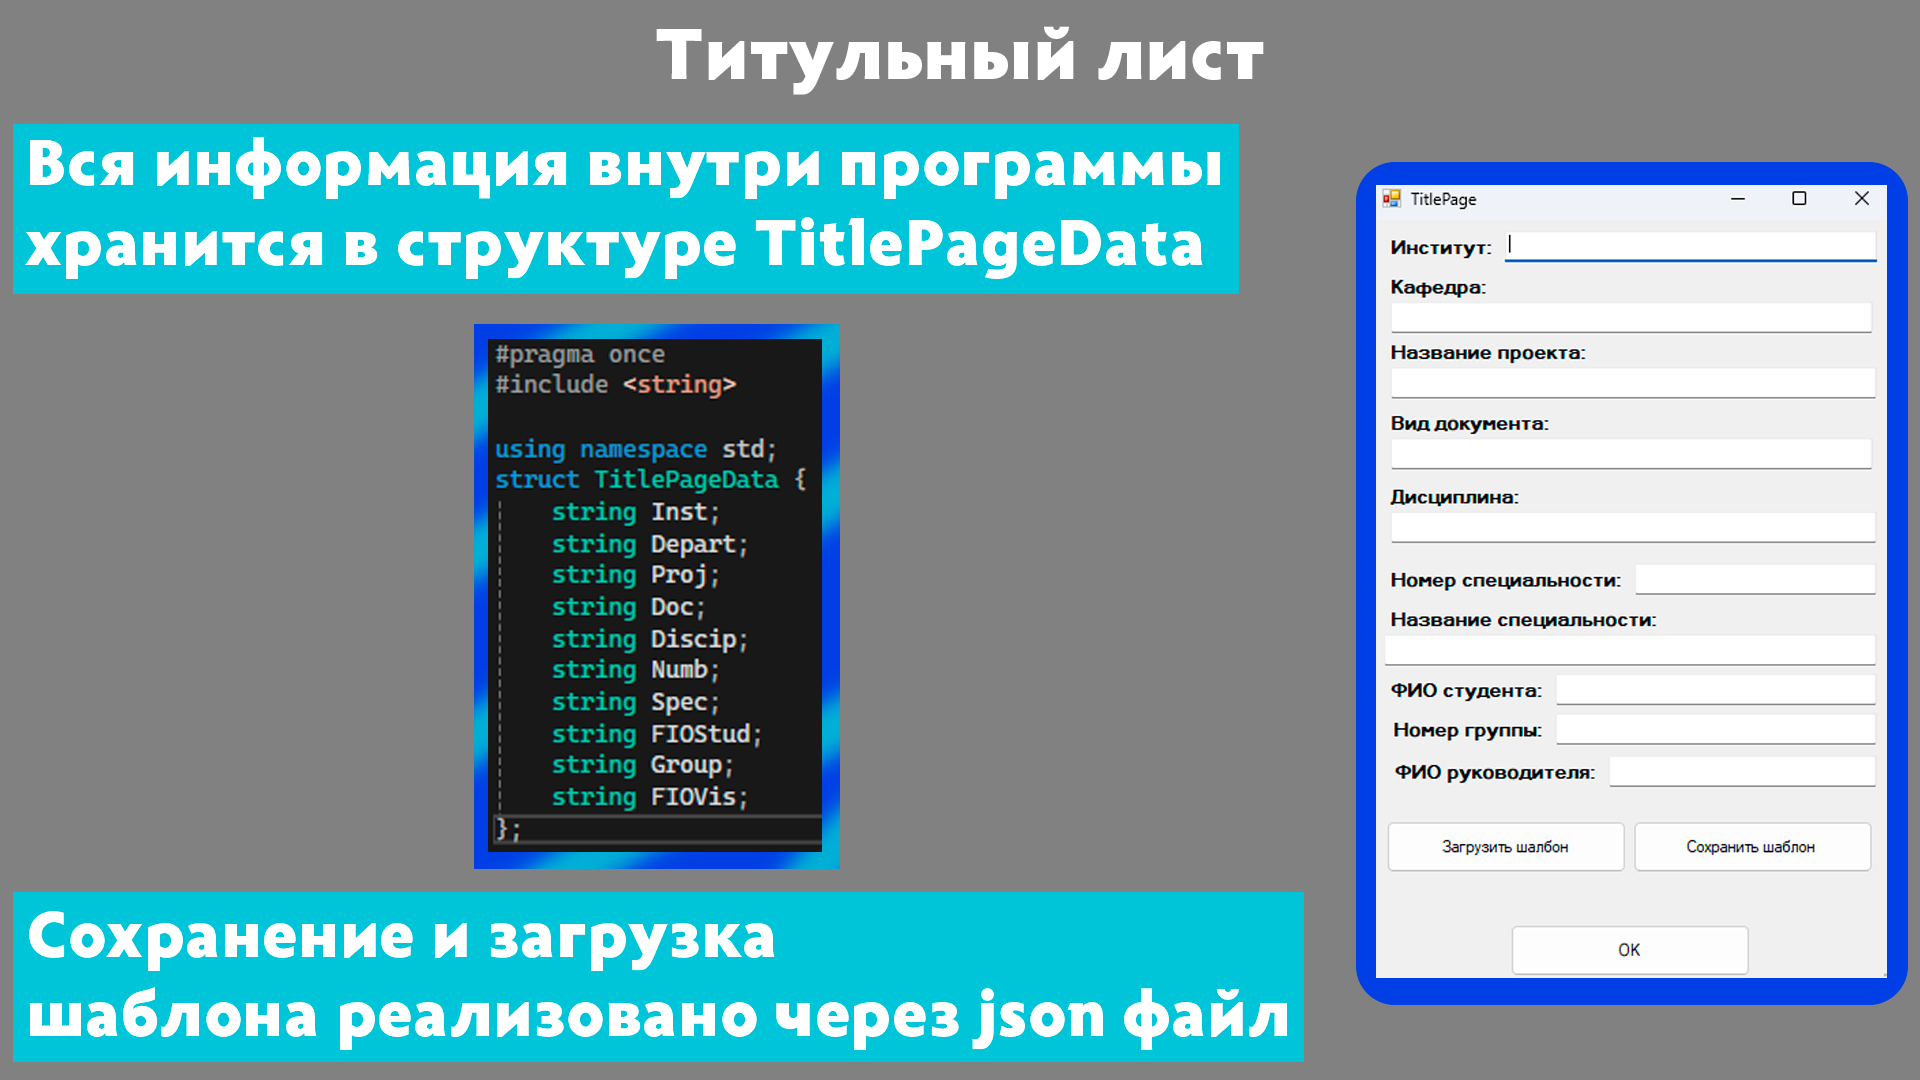 Титульный лист
Вся информация внутри программы
хранится в структуре TitlePageData
#pragma once
#include <string>
using namespace std;
struct TitlePageData {
string Inst;
string Depart;
string Proj;
string Doc;
string Discip;
string Numb;
string Spec;
string FIOStud;
string Group;
string FIOVis;
};
Сохранение и загрузка
шаблона реализовано через json файл
TitlePage
Институт:
Кафедра:
Название проекта:
Вид документа:
Дисциплина:
Номер специальности:
Название специальности:
ФИО студента:
Номер группы:
ФИО руководителя:
Загрузить шалбон
Сохранить шаблон
OK